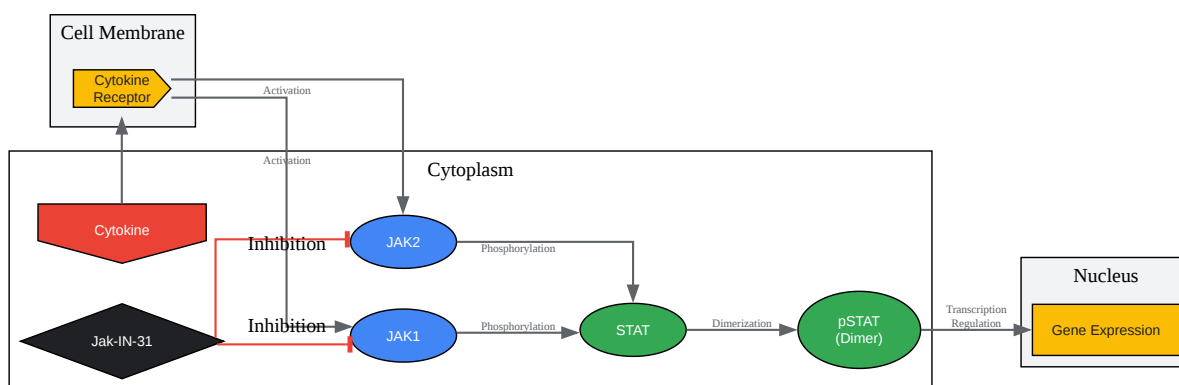 Cell Membrane
Cytokine
Receptor
Activation
Activation
Cytoplasm
Cytokine
Inhibition
JAK2
Phosphorylation
Nucleus
Jak-IN-31
Inhibition
JAK1
Phosphorylation
STAT
Dimerization
pSTAT
(Dimer)
Transcription
Regulation
Gene Expression